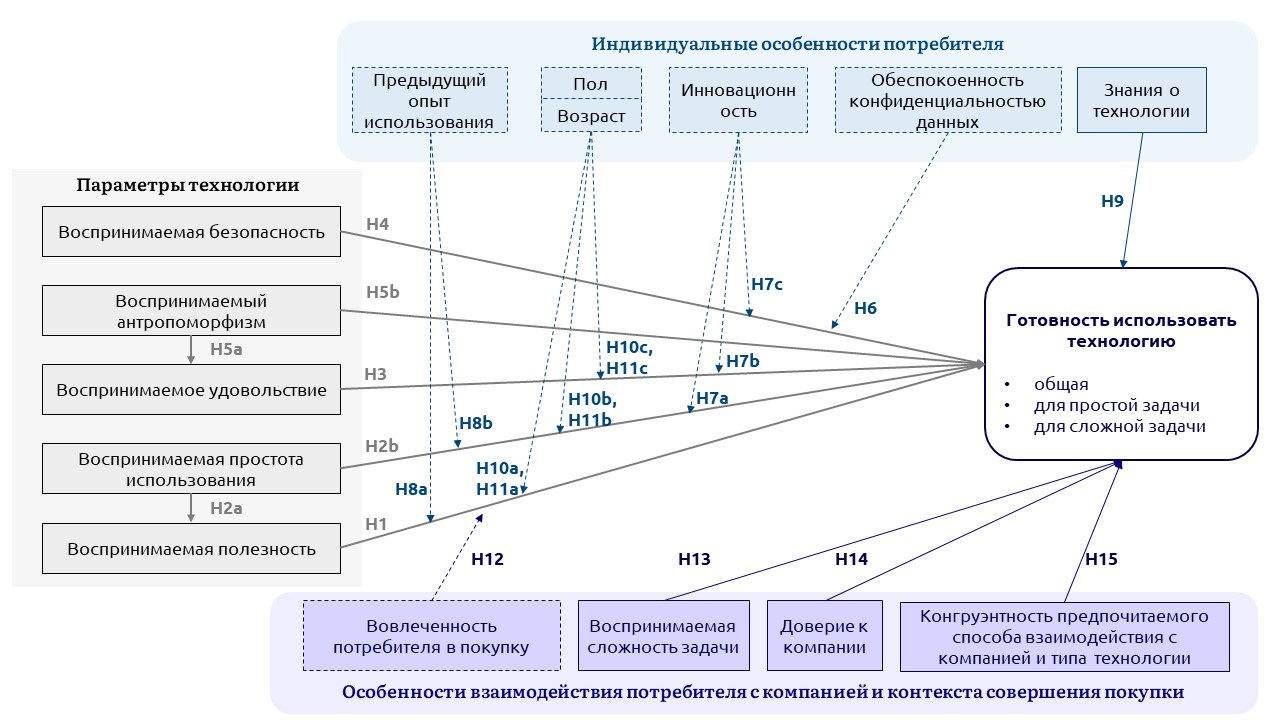 Индивидуальные особенности потребителя
Предыдущий
опыт
использования
Пол
Возраст
Инновационн
ость
Обеспокоенность
конфиденциальностью
данных
Знания о
технологии
Параметры технологии
Воспринимаемая безопасность
Воспринимаемый
антропоморфизм
Воспринимаемое удовольствие
Воспринимаемая простота
использования
Воспринимаемая полезность
H4
H5b
H5a
H3
H2b
H2a
H1
H9
H7c
H6
H10c,
H11c
H7b
H10b,
H11b
H7a
H8b
H10a,
H11a
H8a
Готовность использовать
технологию
• общая
• для простой задачи
• для сложной задачи
H12
H13
H14
H15
Вовлеченность
потребителя в покупку
Воспринимаемая
сложность задачи
Доверие к
компании
Конгруэнтность предпочитаемого
способа взаимодействия с
компанией и типа технологии
Особенности взаимодействия потребителя с компанией и контекста совершения покупки